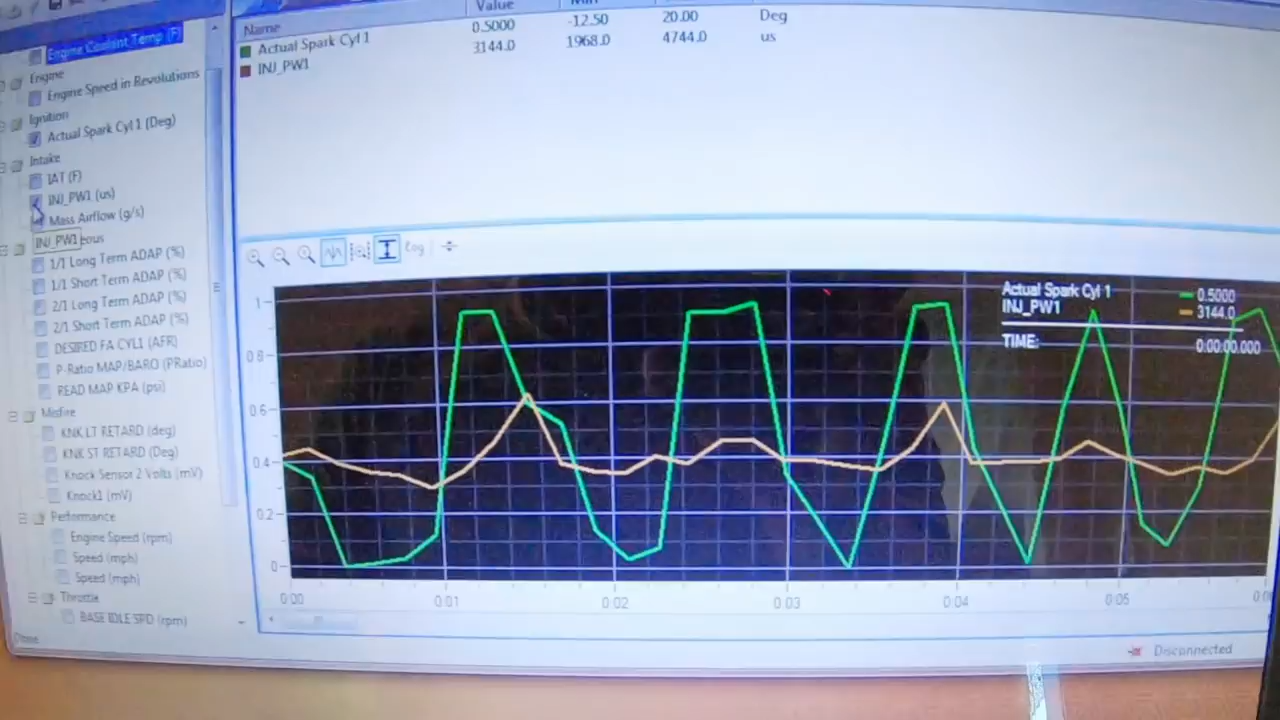 Name Value Min
Actual Spark Cyl 1 0.5000 -12.50 20.00 Deg
INJ_PW1 3144.0 1968.0 4744.0 us
Engine Coolant Temp (F)
Engine
Engine Speed in Revolutions
Ignition
Actual Spark Cyl 1 (Deg)
Intake
IAT (F)
INJ_PW1 (us)
Mass Airflow (g/s)
INJ_PW1 eous
1/1 Long Term ADAP (%)
1/1 Short Term ADAP (%)
2/1 Long Term ADAP (%)
2/1 Short Term ADAP (%)
DESIRED FA CYL1 (AFR)
P-Ratio MAP/BARO (PRatio)
READ MAP KPA (psi)
Misfire
KNK LT RETARD (deg)
KNK ST RETARD (Deg)
Knock Sensor 2 Volts (mV)
Knock1 (mV)
Performance
Engine Speed (rpm)
Speed (mph)
Speed (mph)
Throttle
BASE IDLE SPD (rpm)
Done
Log
Actual Spark Cyl 1 0.5000
INJ_PW1 3144.0
TIME: 0:00:00.000
1
0.8
0.6
0.4
0.2
0
0.00 0.01 0.02 0.03 0.04 0.05
Disconnected